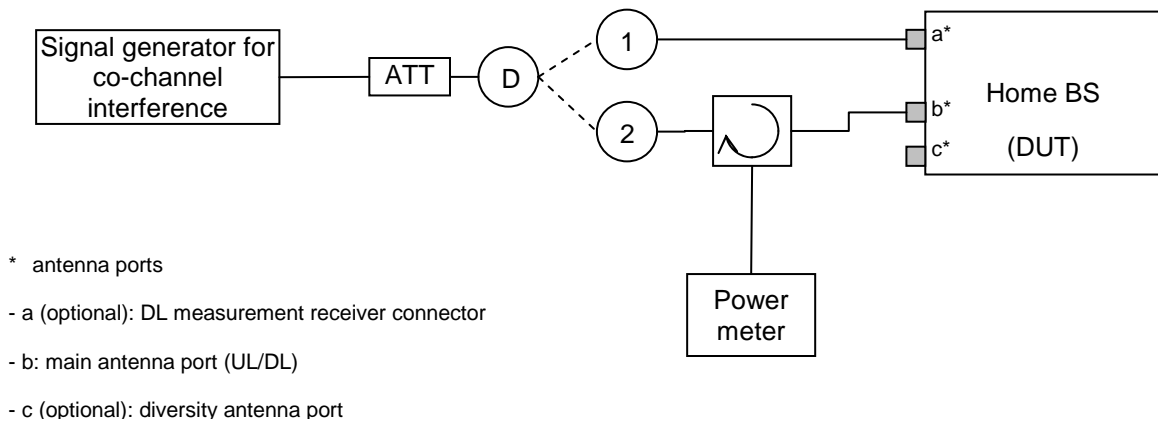 Signal generator for
co-channel
interference
ATT
D
1
2
a*
b*
c*
Home BS
(DUT)
Power
meter
* antenna ports
- a (optional): DL measurement receiver connector
- b: main antenna port (UL/DL)
- c (optional): diversity antenna port